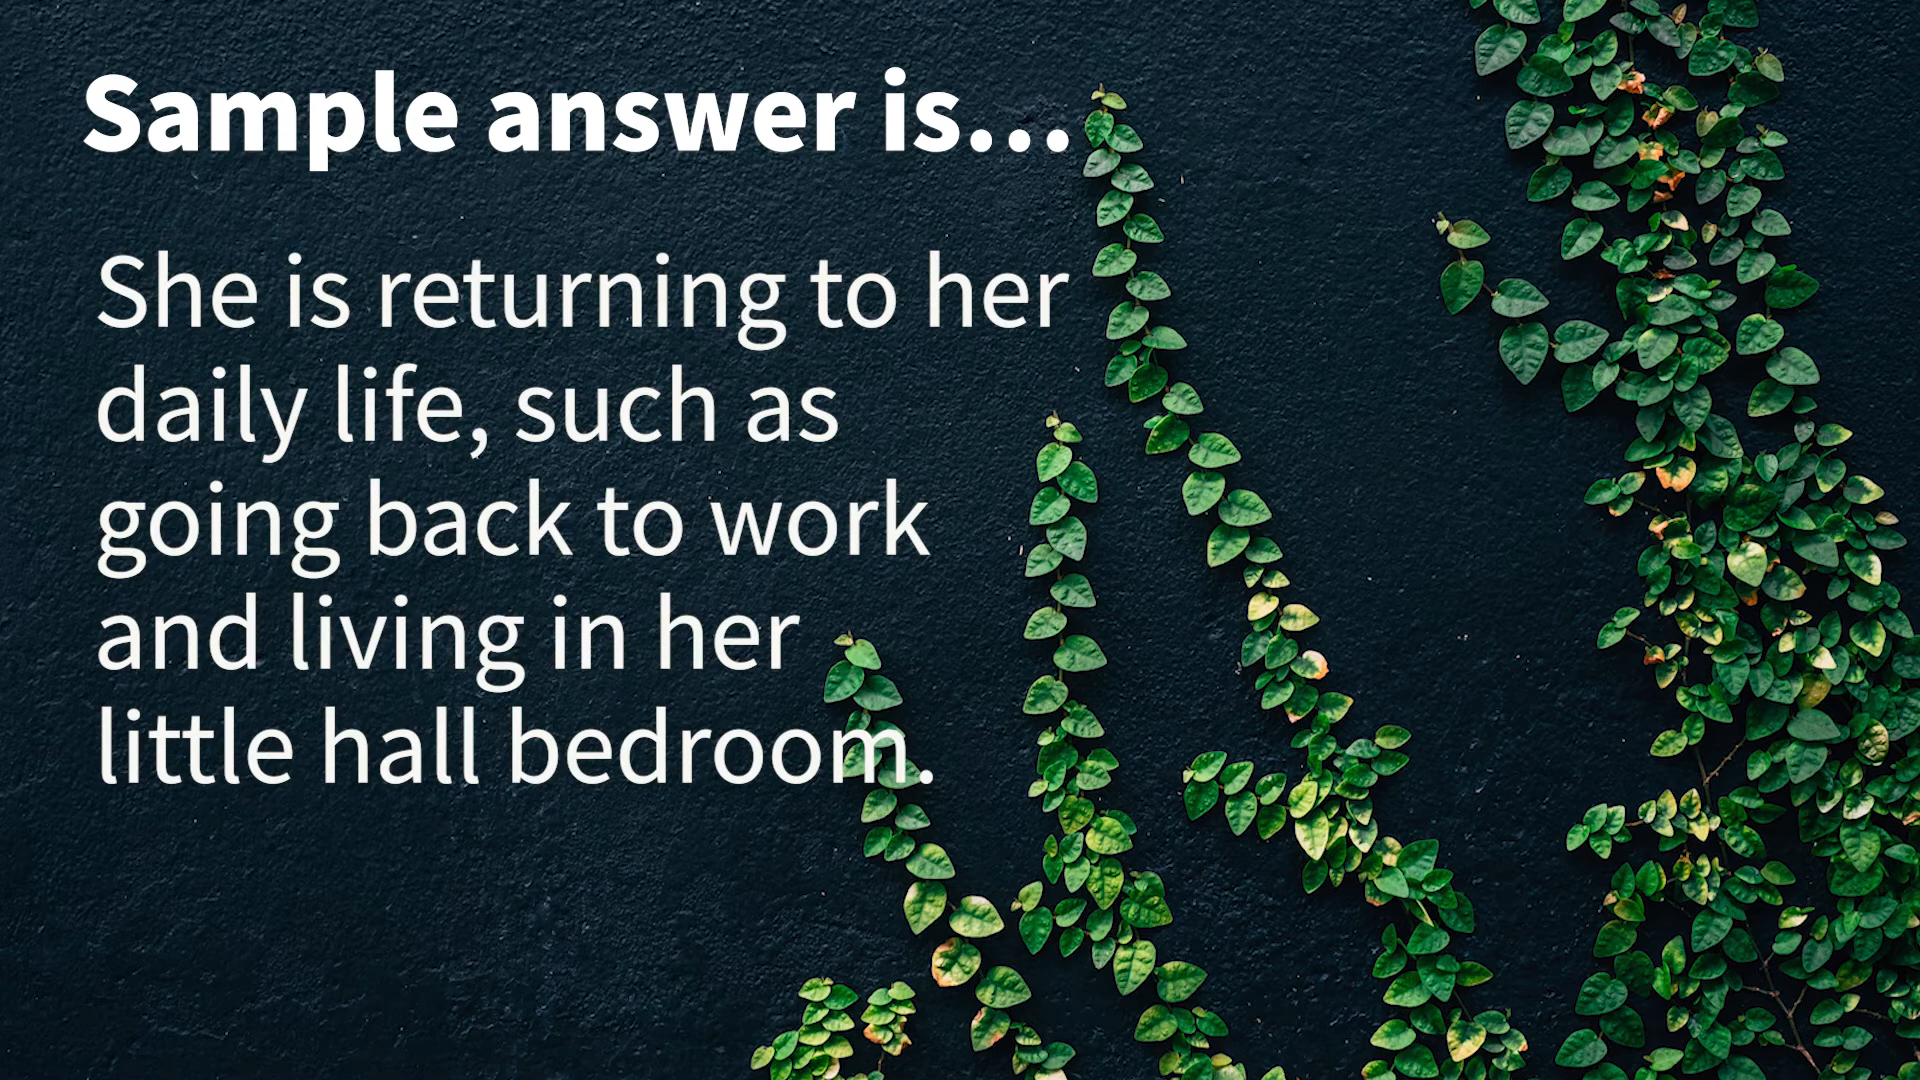 Sample answer is...
She is returning to her
daily life, such as
going back to work
and living in her
little hall bedroom.